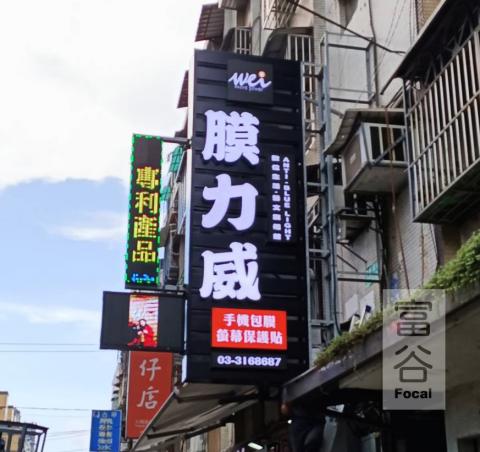 wei
膜力威
ANTI-BLUE LIGHT
手機包膜
螢幕保護貼
03-3168687
專利產品
仔店
富谷
Focal